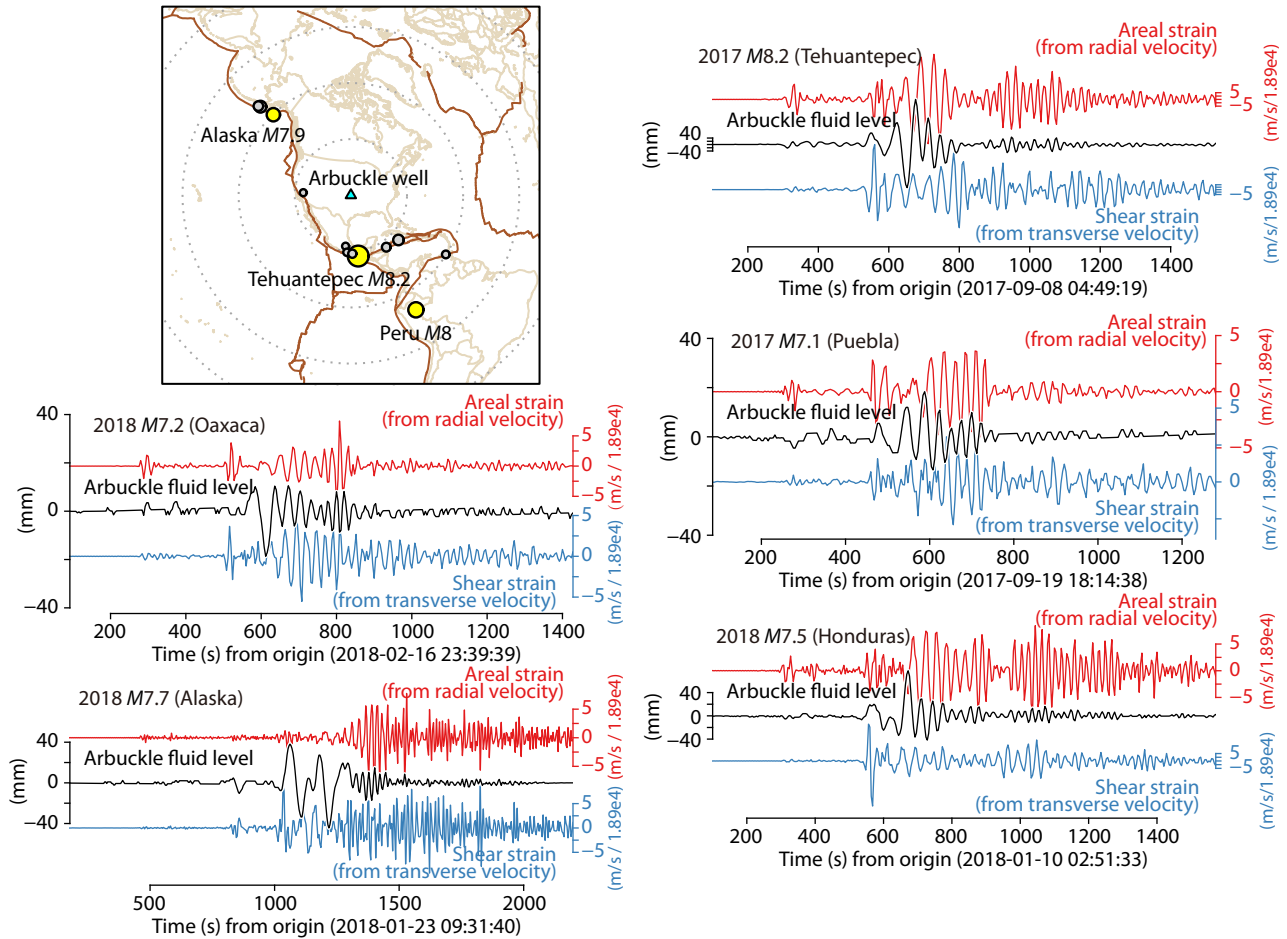 Alaska M7.9
Arbuckle well
Tehuantepec M8.2
Peru M8
2017 M8.2 (Tehuantepec)
Areal strain
(from radial velocity)
Arbuckle fluid level
Shear strain
(from transverse velocity)
40
−40
(mm)
−5
(m/s/1.89e4)
−5
(m/s/1.89e4)
200 400 600 800 1000 1200 1400
Time (s) from origin (2017-09-08 04:49:19)
2017 M7.1 (Puebla)
Areal strain
(from radial velocity)
Arbuckle fluid level
Shear strain
(from transverse velocity)
40
0
−40
(mm)
5
0
−5
(m/s / 1.89e4)
5
0
(m/s / 1.89e4)
200 400 600 800 1000 1200
Time (s) from origin (2017-09-19 18:14:38)
2018 M7.2 (Oaxaca)
Areal strain
(from radial velocity)
Arbuckle fluid level
Shear strain
(from transverse velocity)
40
0
−40
(mm)
5
0
−5
(m/s / 1.89e4)
5
0
−5
(m/s / 1.89e4)
200 400 600 800 1000 1200 1400
Time (s) from origin (2018-02-16 23:39:39)
2018 M7.5 (Honduras)
Areal strain
(from radial velocity)
Arbuckle fluid level
Shear strain
(from transverse velocity)
40
0
−40
(mm)
5
0
−5
(m/s/1.89e4)
5
−5
(m/s/1.89e4)
200 400 600 800 1000 1200 1400
Time (s) from origin (2018-01-10 02:51:33)
2018 M7.7 (Alaska)
Areal strain
(from radial velocity)
Arbuckle fluid level
Shear strain
(from transverse velocity)
40
0
−40
(mm)
5
0
−5
(m/s / 1.89e4)
5
0
−5
(m/s / 1.89e4)
500 1000 1500 2000
Time (s) from origin (2018-01-23 09:31:40)